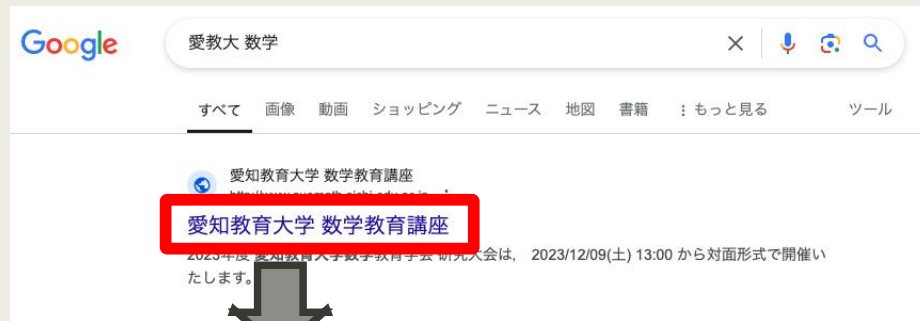 Google
愛教大 数学
すべて 画像 動画 ショッピング ニュース 地図 書籍 もっと見る ツール
愛知教育大学 数学教育講座
愛知教育大学 数学教育講座
2023年度 愛知教育大学数学教育学会 研究大会は, 2023/12/09(土) 13:00 から対面形式で開催い
たします。